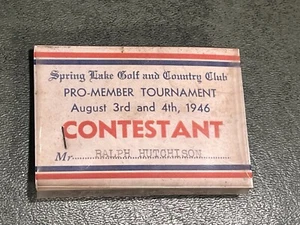 Spring Lake Golf and Country Club
PRO-MEMBER TOURNAMENT
August 3rd and 4th, 1946
CONTESTANT
Mr. RALPH HUTCHISON